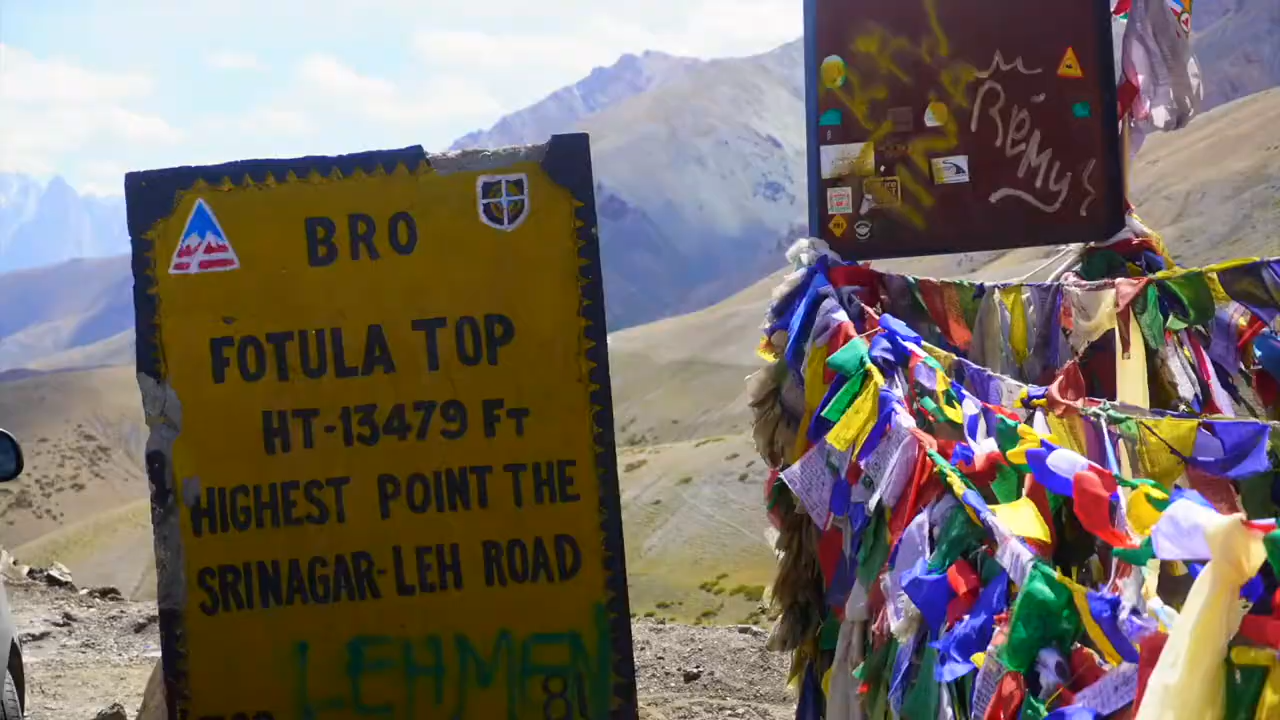 BRO
FOTULA TOP
HT-13479 FT
HIGHEST POINT THE
SRINAGAR-LEH ROAD
LEHMEN
REMY